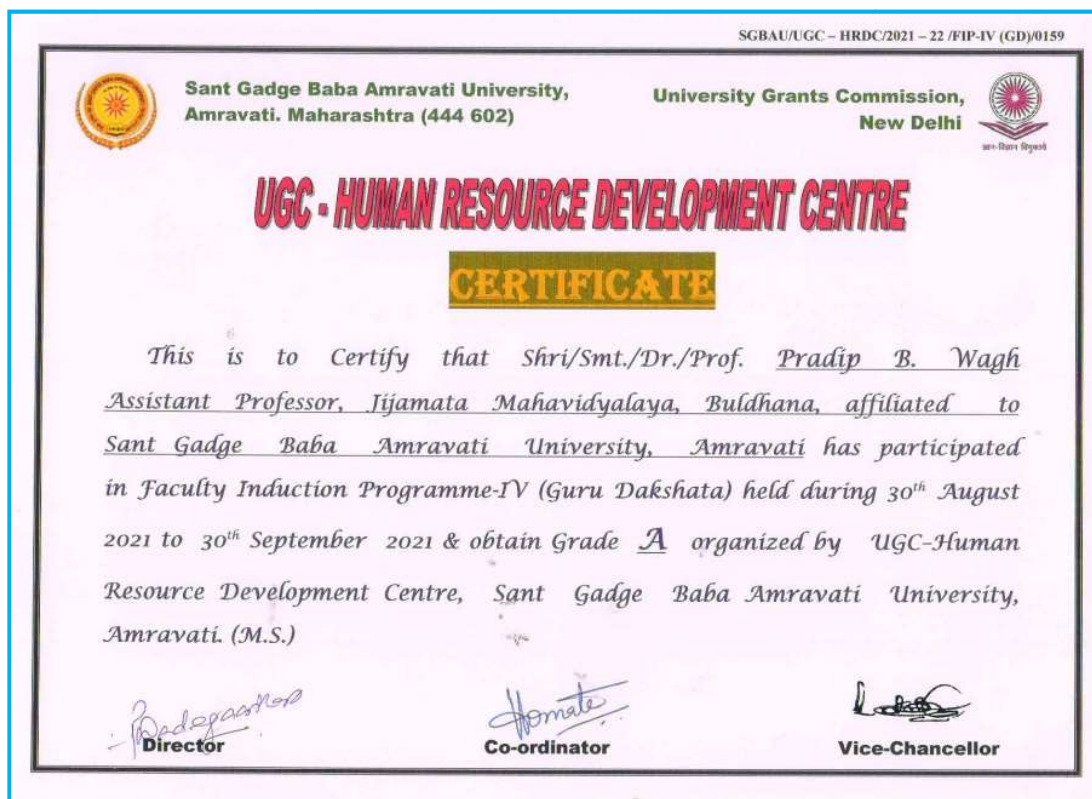 SGBAU/UGC – HRDC/2021 – 22 /FIP-IV (GD)/0159
Sant Gadge Baba Amravati University,
Amravati. Maharashtra (444 602)
University Grants Commission,
New Delhi
ज्ञान-विज्ञान विमुक्तये
UGC - HUMAN RESOURCE DEVELOPMENT CENTRE
CERTIFICATE
This is to Certify that Shri/Smt./Dr./Prof. Pradip B. Wagh
Assistant Professor, Jijamata Mahavidyalaya, Buldhana, affiliated to
Sant Gadge Baba Amravati University, Amravati has participated
in Faculty Induction Programme-IV (Guru Dakshata) held during 30th August
2021 to 30th September 2021 & obtain Grade A organized by UGC-Human
Resource Development Centre, Sant Gadge Baba Amravati University,
Amravati. (M.S.)
Director
Co-ordinator
Vice-Chancellor